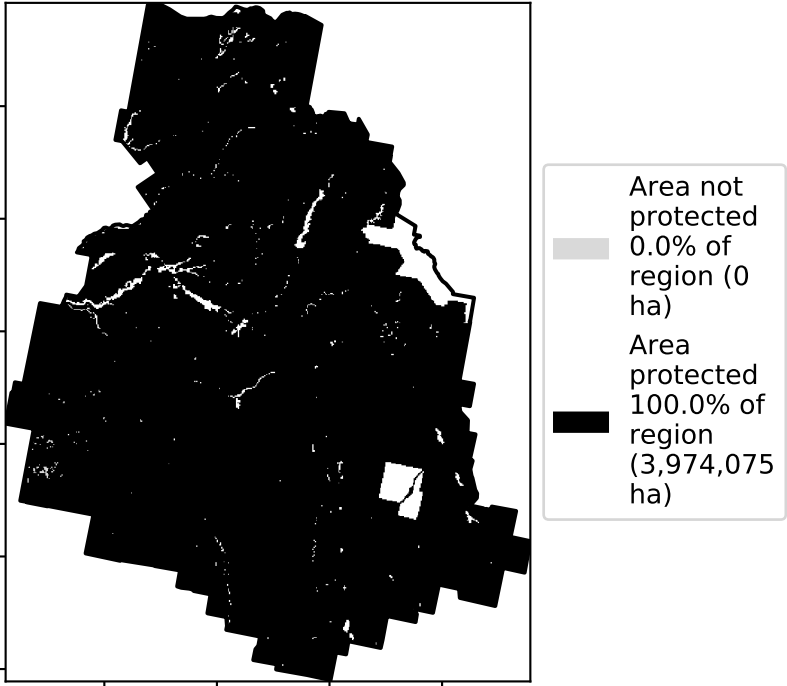 Area not
protected
0.0% of
region (0
ha)
Area
protected
100.0% of
region
(3,974,075
ha)